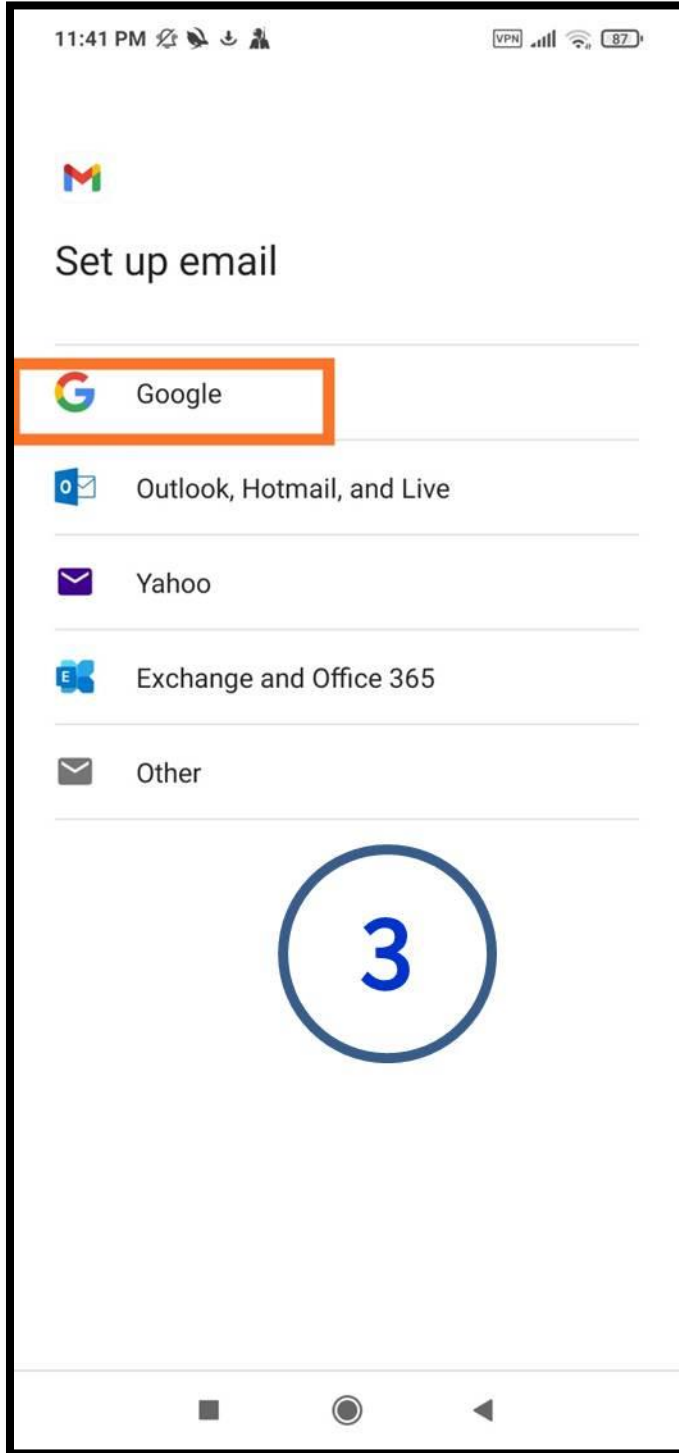 11:41 PM VPN 87
Set up email
Google
Outlook, Hotmail, and Live
Yahoo
Exchange and Office 365
Other
3